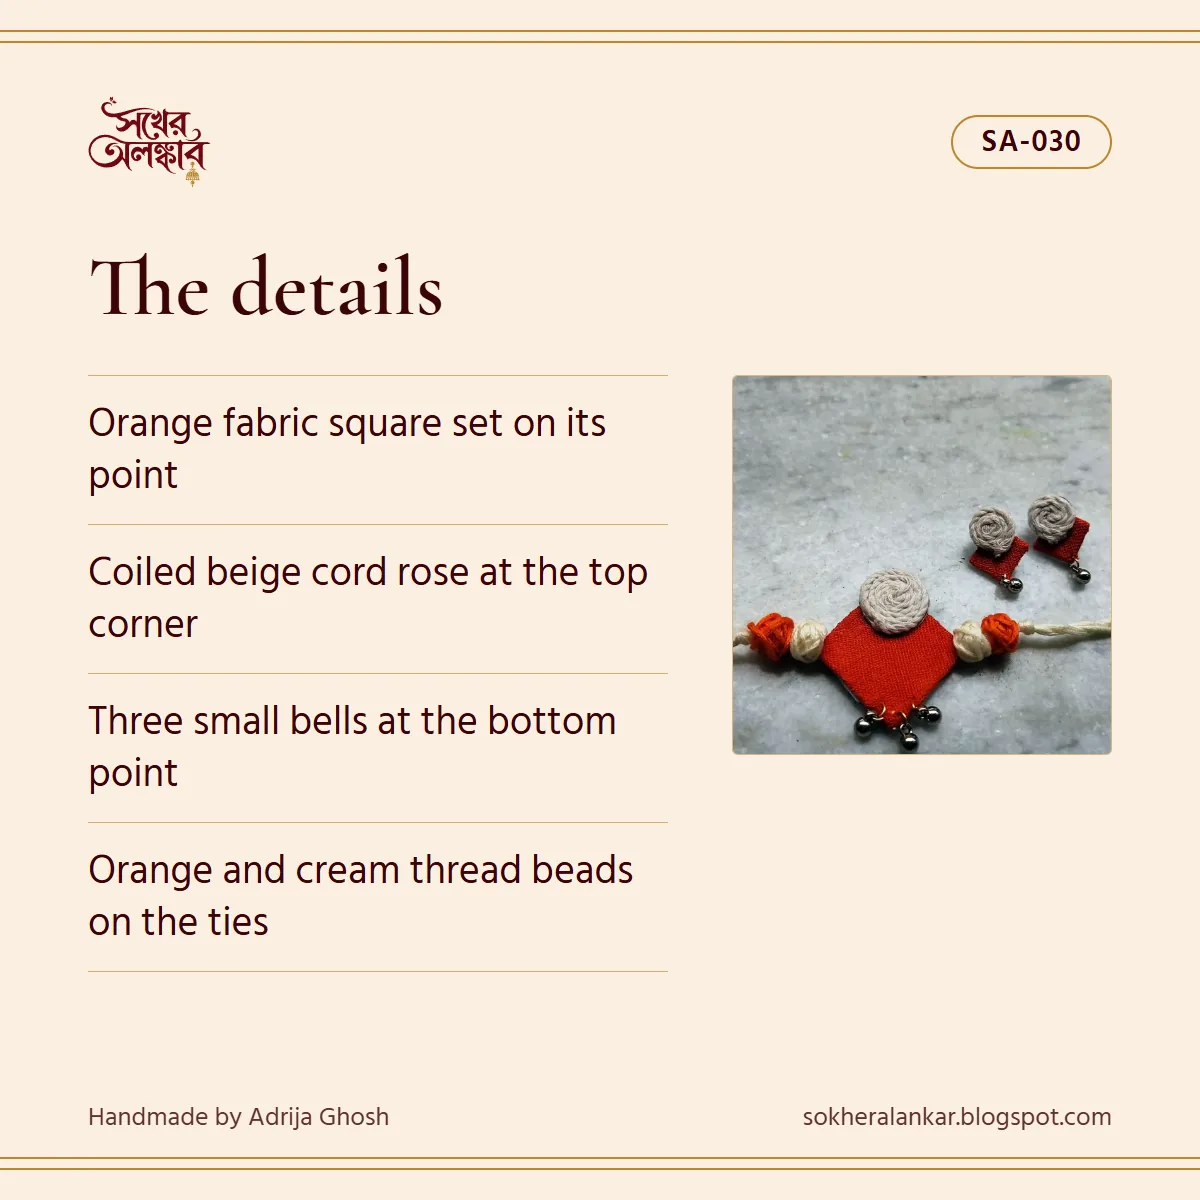 সখের
অলঙ্কার
SA-030
The details
Orange fabric square set on its
point
Coiled beige cord rose at the top
corner
Three small bells at the bottom
point
Orange and cream thread beads
on the ties
Handmade by Adrija Ghosh
sokheralankar.blogspot.com